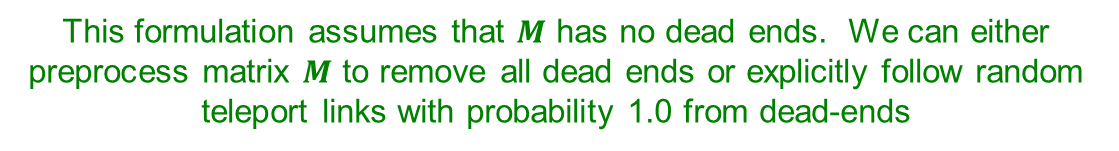 This formulation assumes that M has no dead ends.  We can either
preprocess matrix M to remove all dead ends or explicitly follow random
teleport links with probability 1.0 from dead-ends